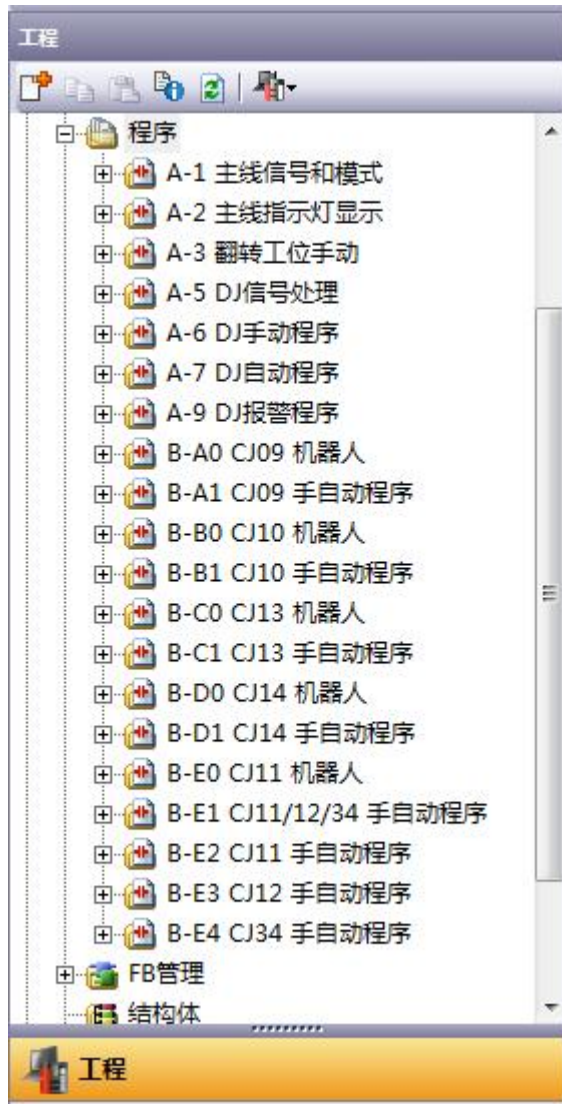 工程
程序
A-1 主线信号和模式
A-2 主线指示灯显示
A-3 翻转工位手动
A-5 DJ信号处理
A-6 DJ手动程序
A-7 DJ自动程序
A-9 DJ报警程序
B-A0 CJ09 机器人
B-A1 CJ09 手自动程序
B-B0 CJ10 机器人
B-B1 CJ10 手自动程序
B-C0 CJ13 机器人
B-C1 CJ13 手自动程序
B-D0 CJ14 机器人
B-D1 CJ14 手自动程序
B-E0 CJ11 机器人
B-E1 CJ11/12/34 手自动程序
B-E2 CJ11 手自动程序
B-E3 CJ12 手自动程序
B-E4 CJ34 手自动程序
FB管理
结构体
工程